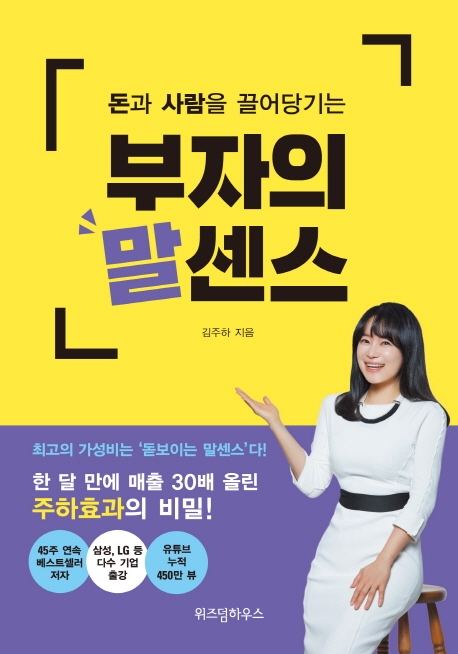 돈과 사람을 끌어당기는
부자의
말센스
김주하 지음
최고의 가성비는 '돋보이는 말센스'다!
한 달 만에 매출 30배 올린
주하효과의 비밀!
45주 연속
베스트셀러
저자
삼성, LG 등
다수 기업
출강
유튜브
누적
450만 뷰
위즈덤하우스